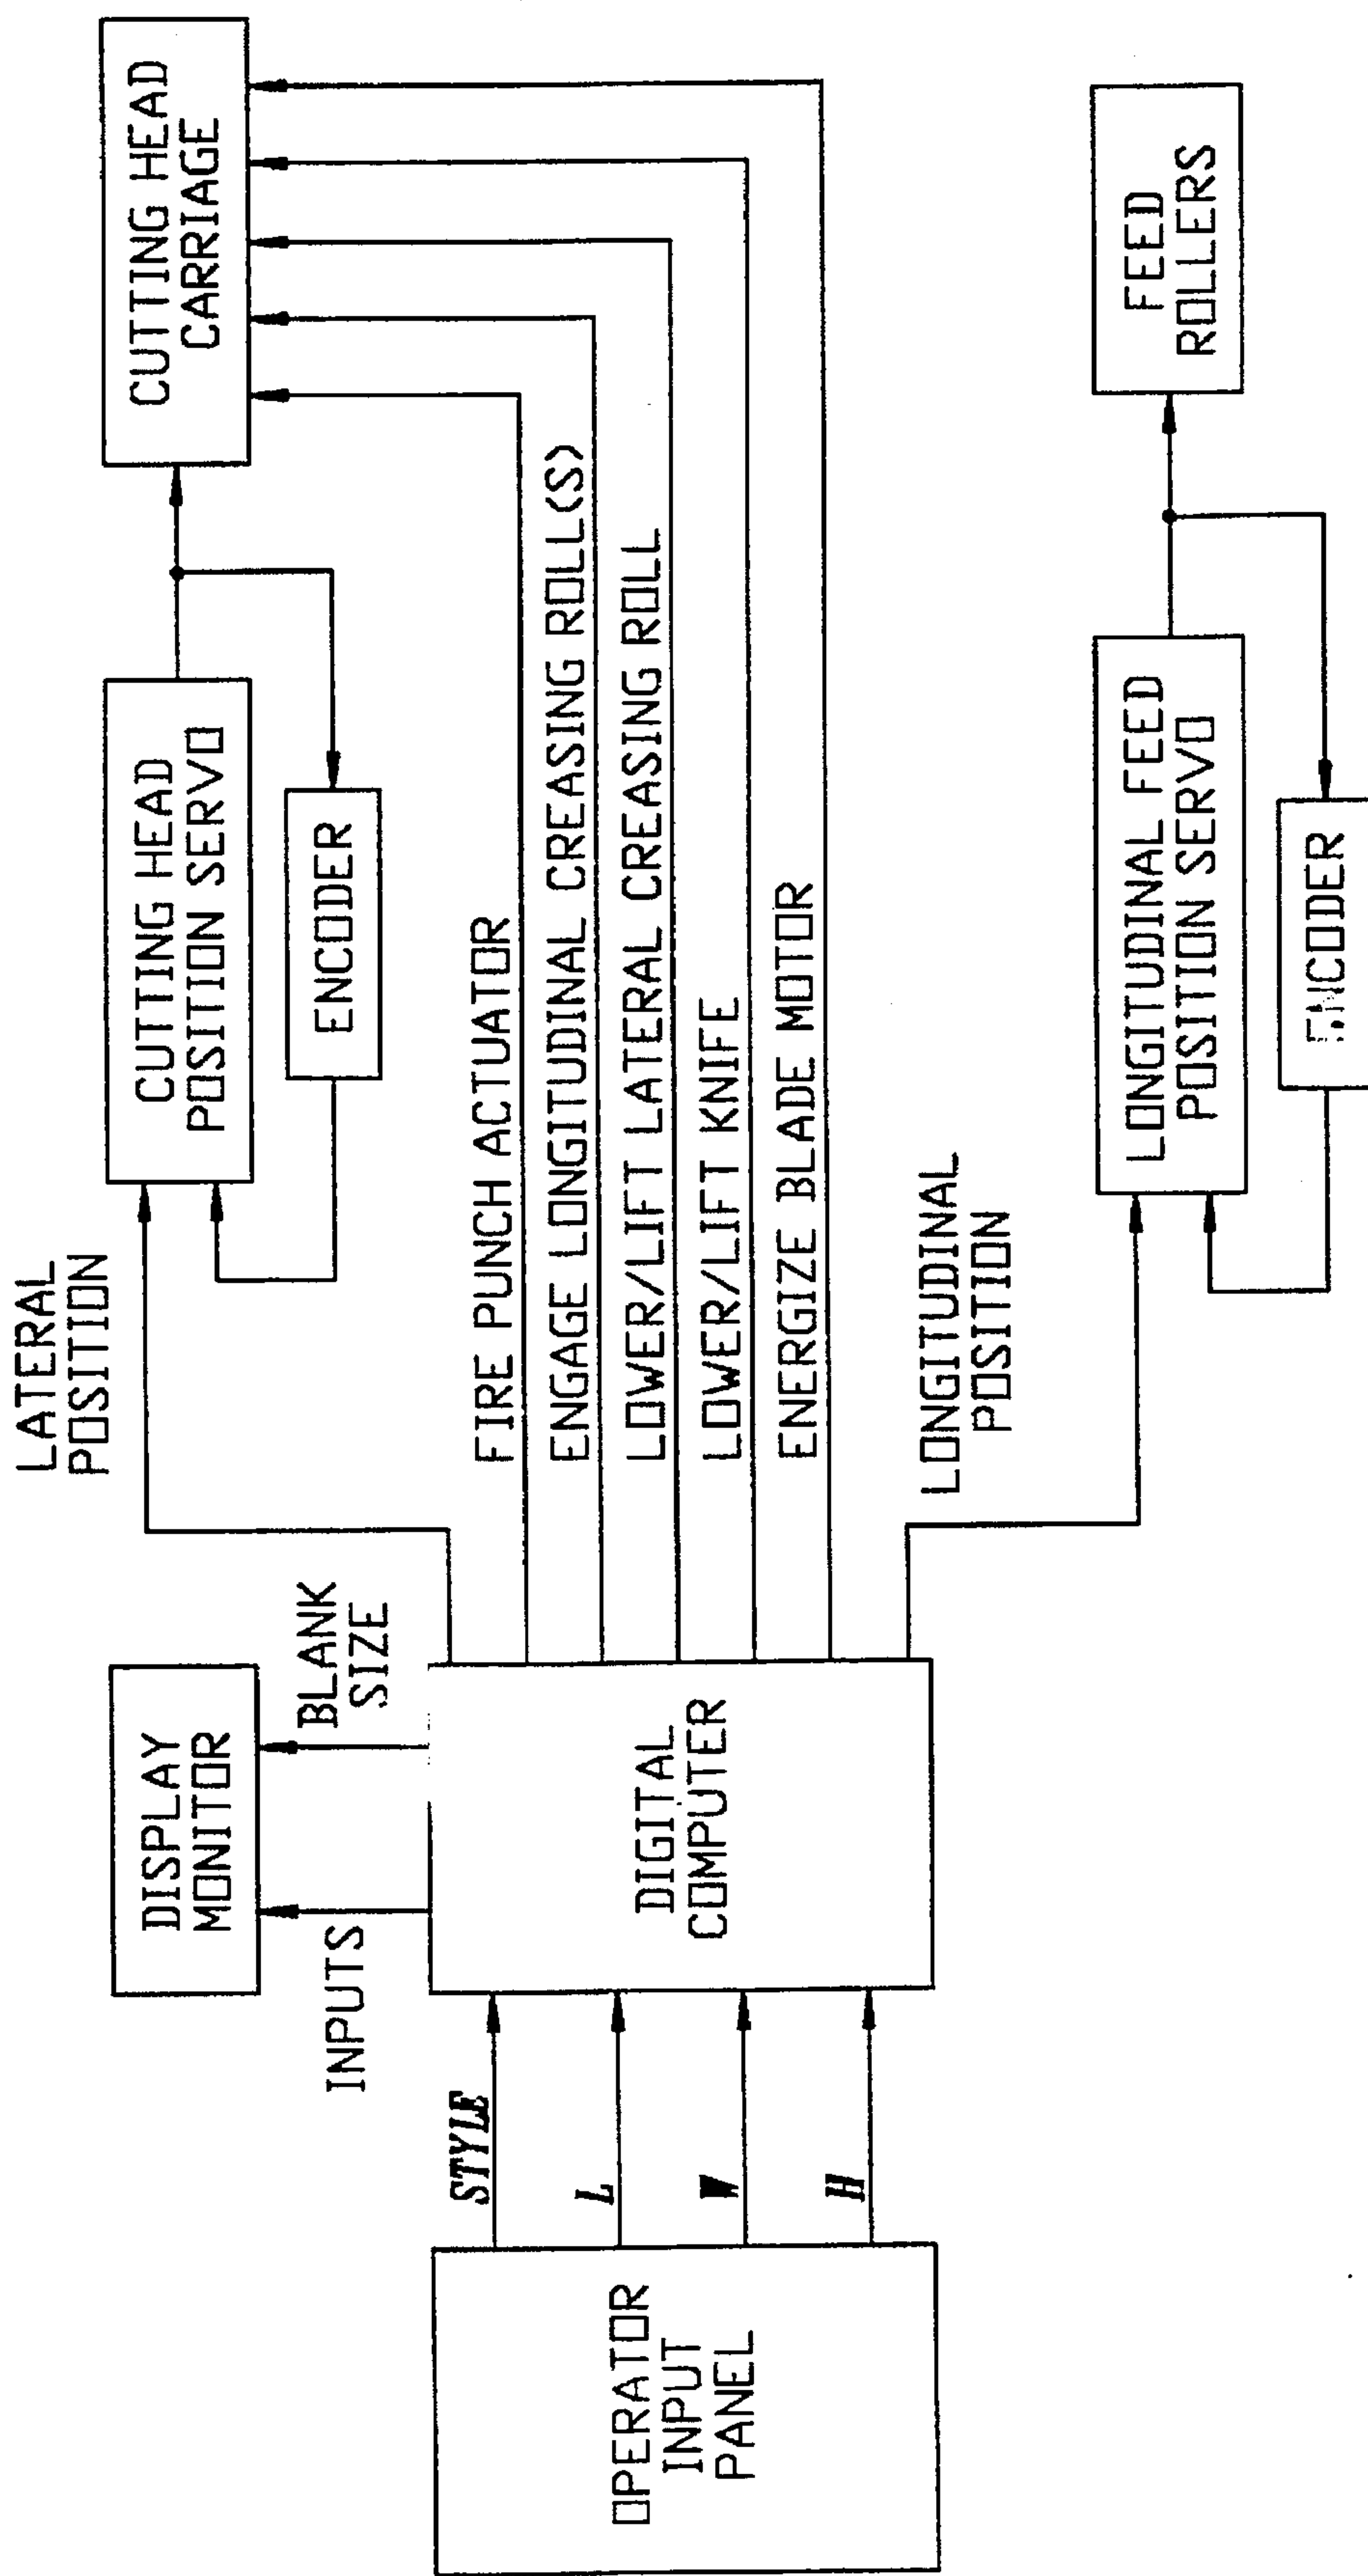 OPERATOR
INPUT
PANEL
STYLE
L
W
H
DISPLAY
MONITOR
INPUTS
BLANK
SIZE
DIGITAL
COMPUTER
LATERAL
POSITION
CUTTING HEAD
POSITION SERVO
ENCODER
CUTTING HEAD
CARRIAGE
FIRE PUNCH ACTUATOR
ENGAGE LONGITUDINAL CREASING ROLL(S)
LOWER/LIFT LATERAL CREASING ROLL
LOWER/LIFT KNIFE
ENERGIZE BLADE MOTOR
LONGITUDINAL
POSITION
LONGITUDINAL FEED
POSITION SERVO
ENCODER
FEED
ROLLERS